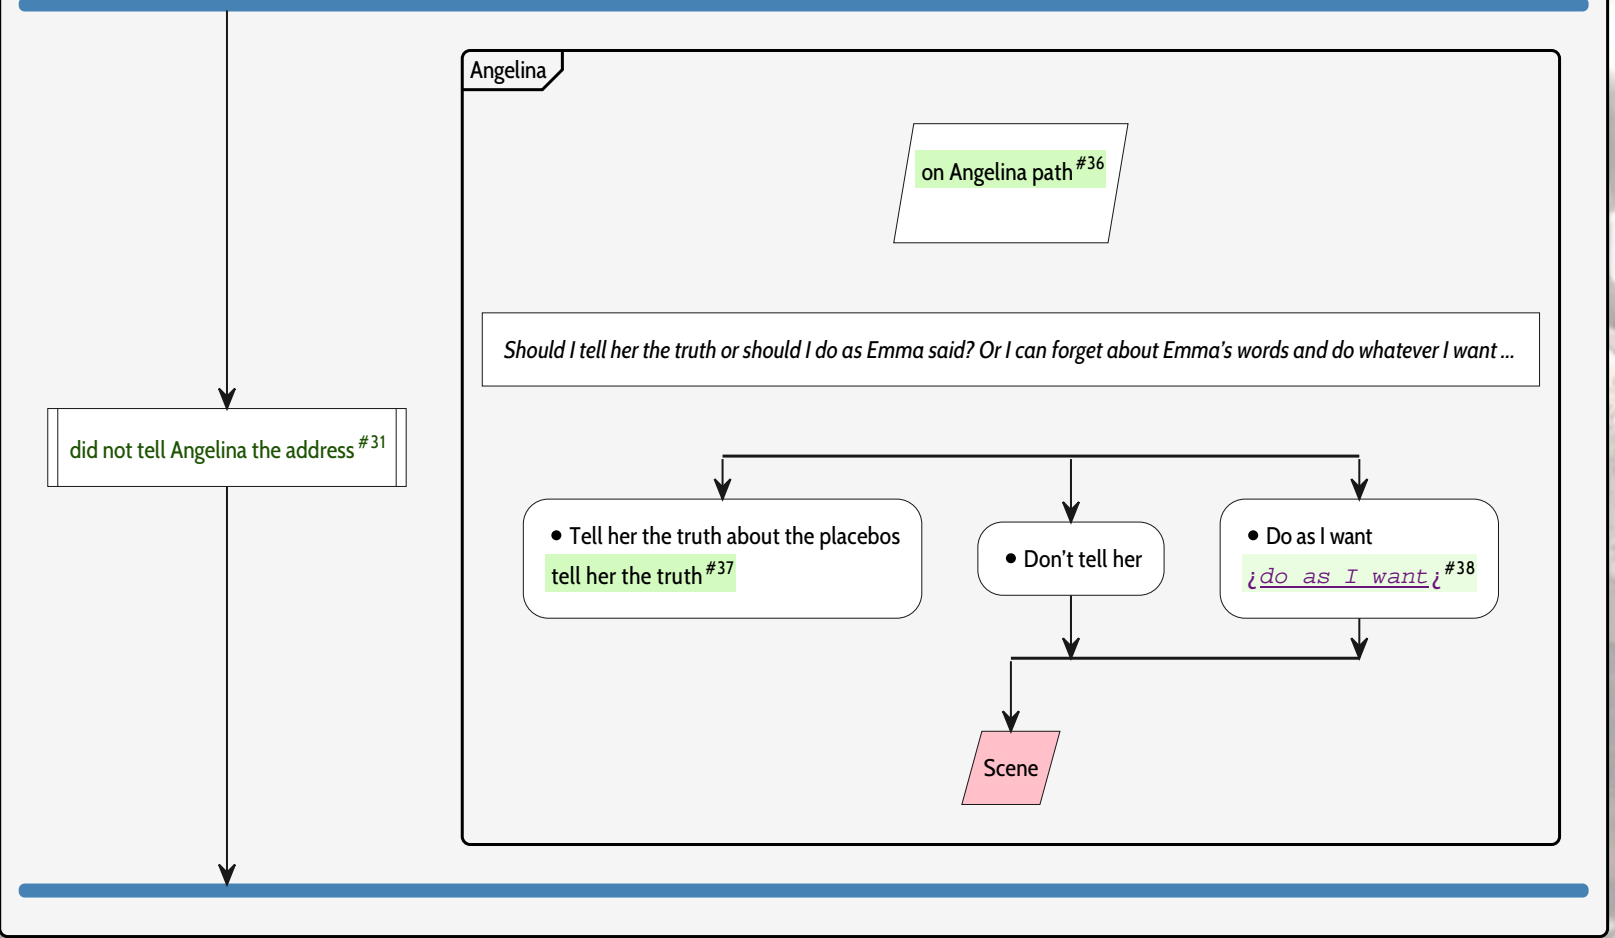 Angelina
on Angelina path #36
Should I tell her the truth or should I do as Emma said? Or I can forget about Emma's words and do whatever I want ...
did not tell Angelina the address #31
• Tell her the truth about the placebos
tell her the truth #37
• Don't tell her
• Do as I want
¿do as I want¿ #38
Scene